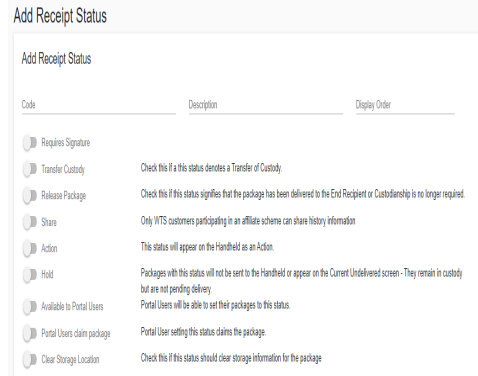 Add Receipt Status
Add Receipt Status
Code Description Display Order
Requires Signature
Transfer Custody Check this if a this status denotes a Transfer of Custody.
Release Package Check this if this status signifies that the package has been delivered to the End Recipient or Custodianship is no longer required.
Share Only WTS customers participating in an affiliate scheme can share history information
Action This status will appear on the Handheld as an Action.
Hold Packages with this status will not be sent to the Handheld or appear on the Current Undelivered screen - They remain in custody
but are not pending delivery.
Available to Portal Users Portal Users will be able to set their packages to this status.
Portal Users claim package Portal User setting this status claims the package.
Clear Storage Location Check this if this status should clear storage information for the package